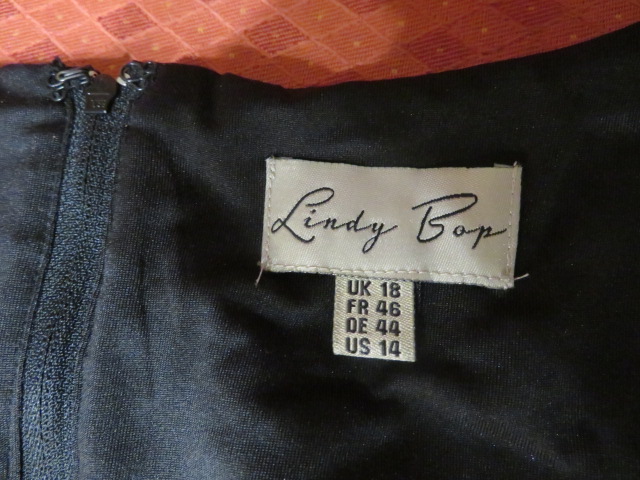 Lindy Bop
UK 18
FR 46
DE 44
US 14